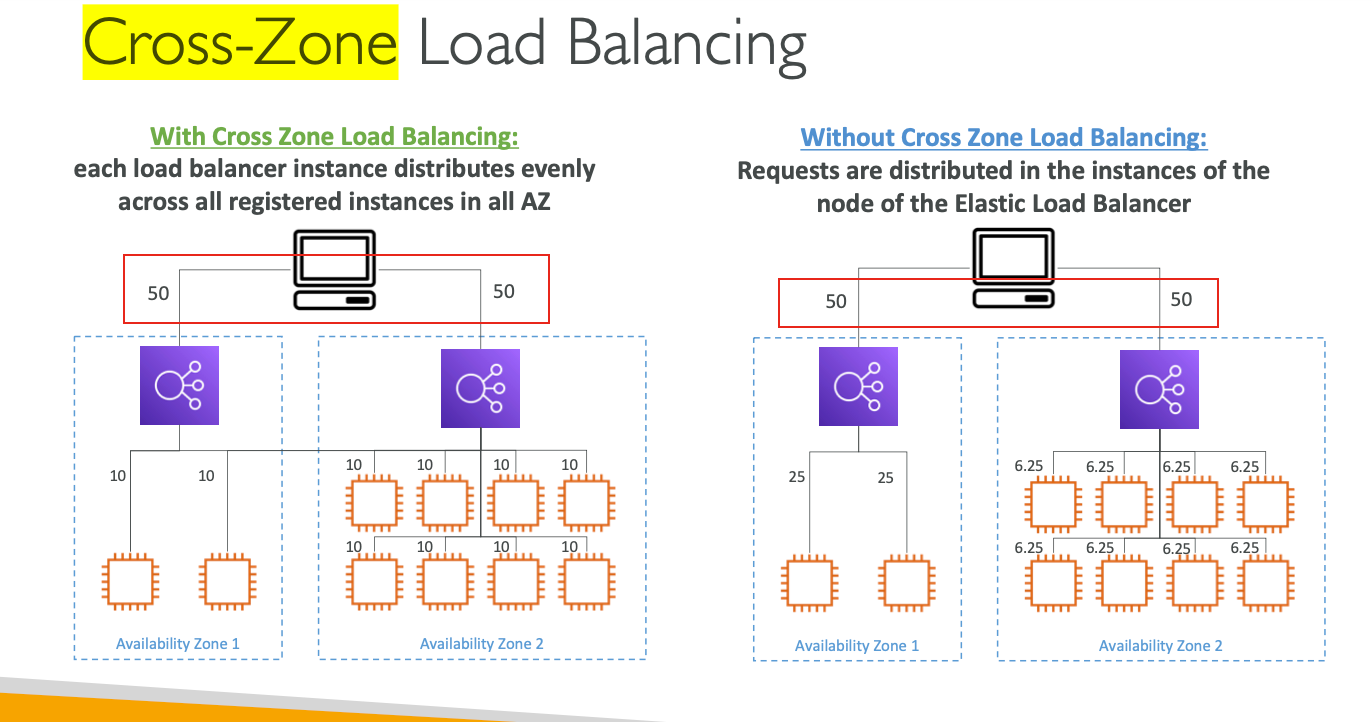 Cross-Zone Load Balancing
With Cross Zone Load Balancing:
each load balancer instance distributes evenly
across all registered instances in all AZ
50
50
10
10
10
10
10
10
10
10
10
10
Availability Zone 1
Availability Zone 2
Without Cross Zone Load Balancing:
Requests are distributed in the instances of the
node of the Elastic Load Balancer
50
50
25
25
6.25
6.25
6.25
6.25
6.25
6.25
6.25
6.25
Availability Zone 1
Availability Zone 2